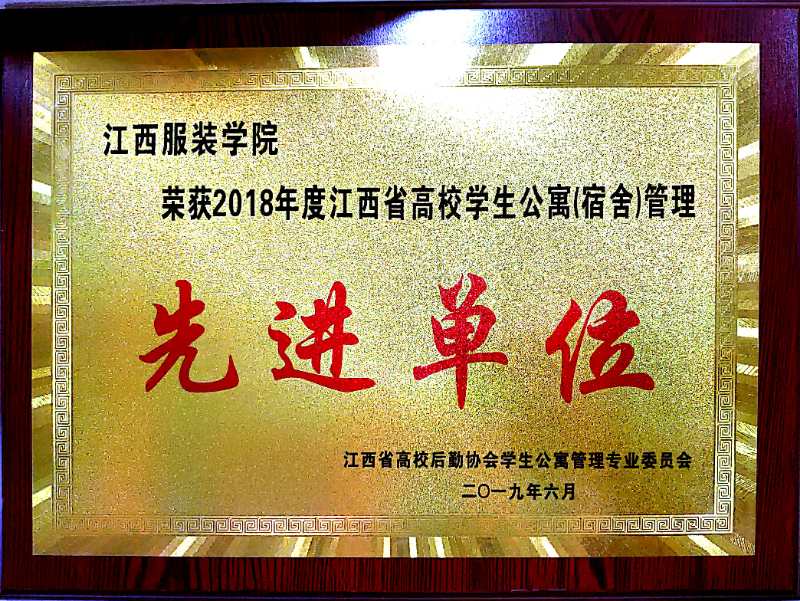 江西服装学院
荣获2018年度江西省高校学生公寓(宿舍)管理
先进单位
江西省高校后勤协会学生公寓管理专业委员会
二〇一九年六月